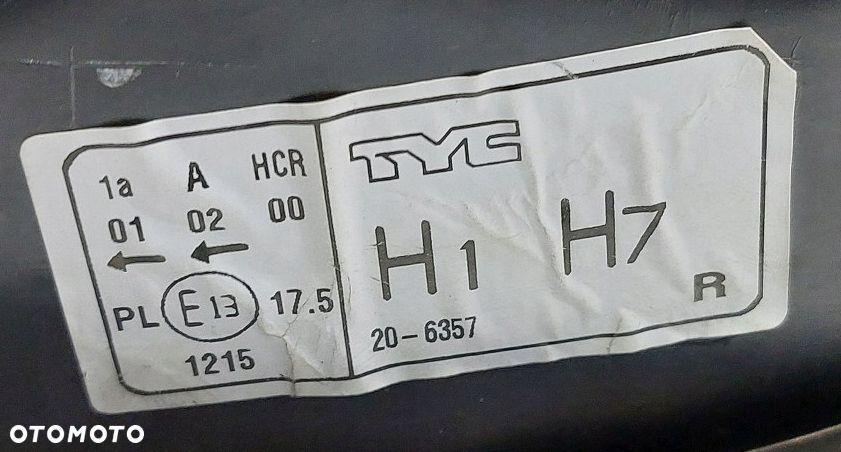 1a A HCR
01 02 00
← ←
PL E13 17.5
1215
TYC
H1 H7
20-6357
R
OTOMOTO